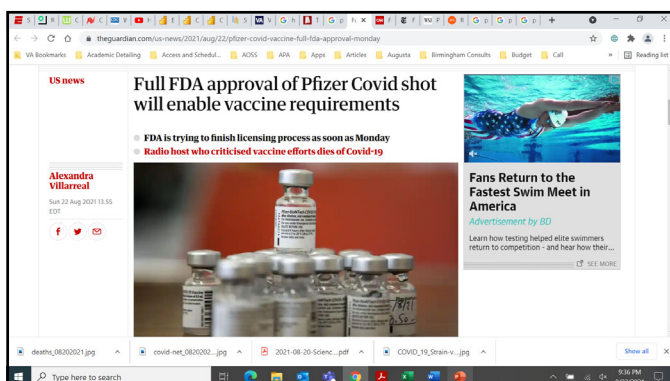 theguardian.com/us-news/2021/aug/22/pfizer-covid-vaccine-full-fda-approval-monday
VA Bookmarks
Academic Detailing
Access and Schedul...
AOSS
APA
Apps
Articles
Augusta
Birmingham Consults
Budget
Call
»
Reading list
US news
Full FDA approval of Pfizer Covid shot
will enable vaccine requirements
FDA is trying to finish licensing process as soon as Monday
Radio host who criticised vaccine efforts dies of Covid-19
Alexandra
Villarreal
Sun 22 Aug 2021 13.55
EDT
Fans Return to the
Fastest Swim Meet in
America
Advertisement by BD
Learn how testing helped elite swimmers
return to competition - and hear how their...
SEE MORE
deaths_08202021.jpg
covid-net_0820202....jpg
2021-08-20-Scienc...pdf
COVID_19_Strain-v....jpg
Show all
Type here to search
9:36 PM